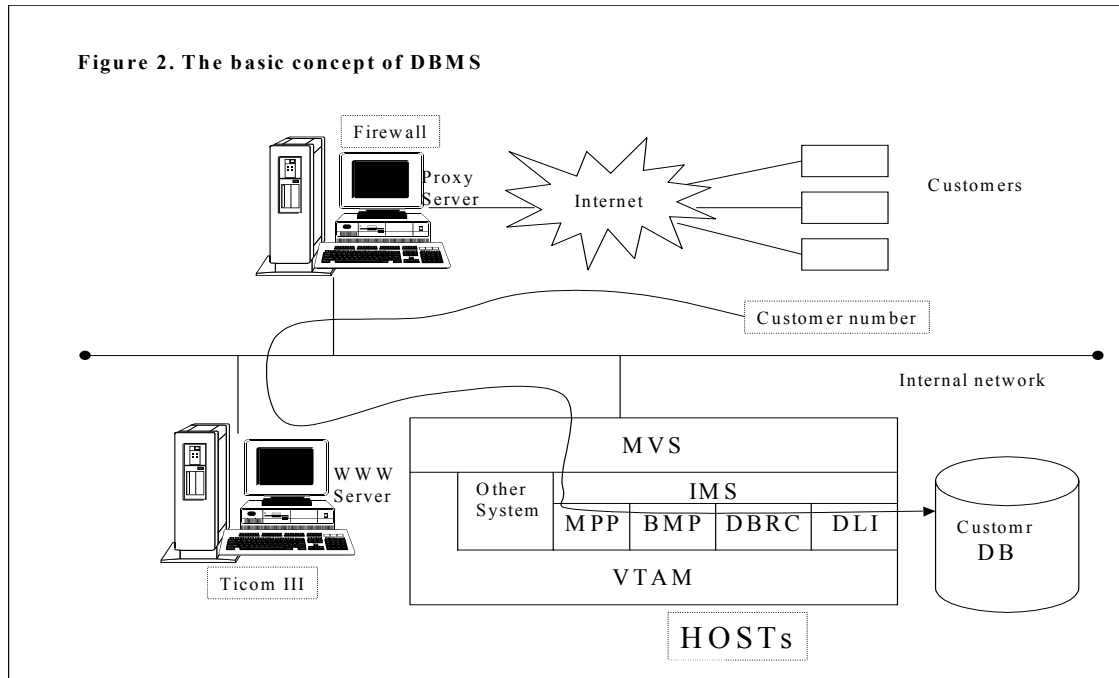 Figure 2. The basic concept of DBMS
Firewall
Proxy
Server
Internet
Customers
Customer number
Internal network
WWW
Server
Ticom III
MVS
Other
System
IMS
MPP
BMP
DBRC
DLI
VTAM
Customr
DB
HOSTs